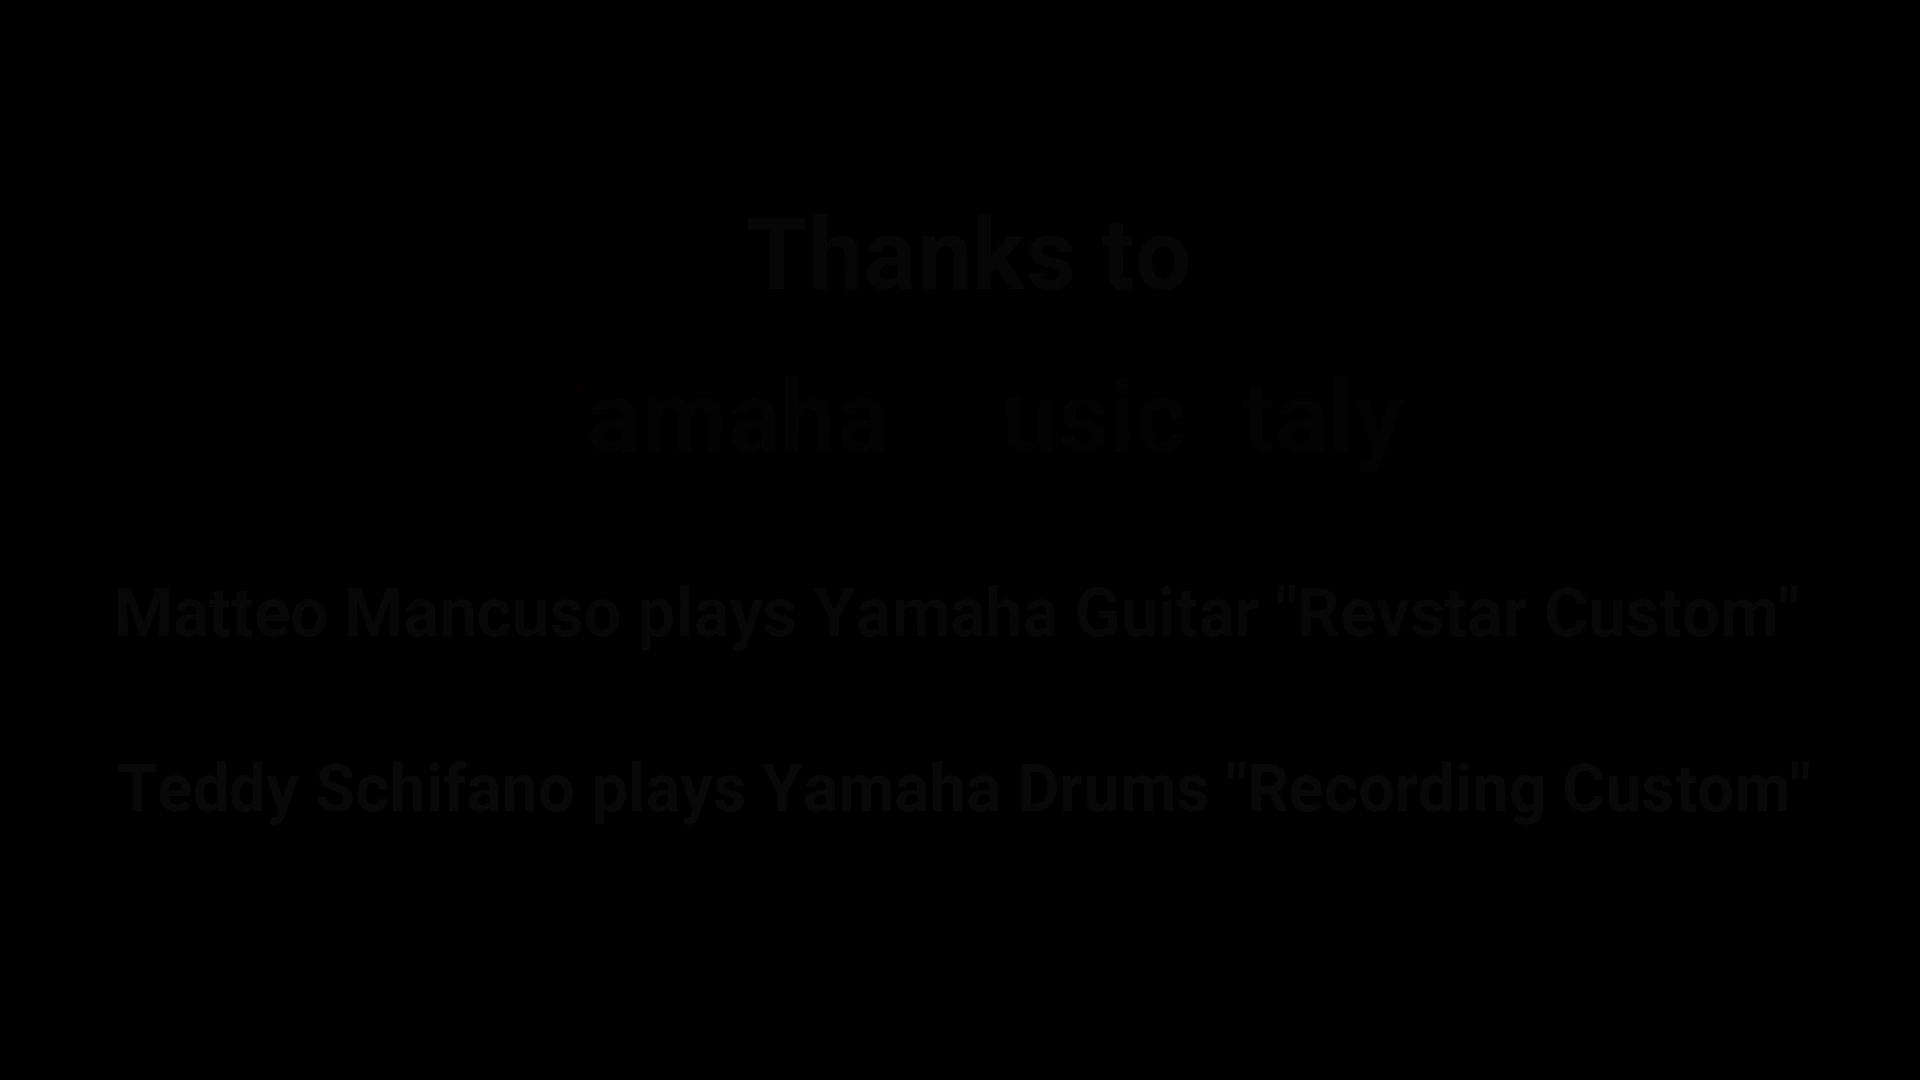 Thanks to
amaha usic taly
Matteo Mancuso plays Yamaha Guitar "Revstar Custom"
Teddy Schifano plays Yamaha Drums "Recording Custom"